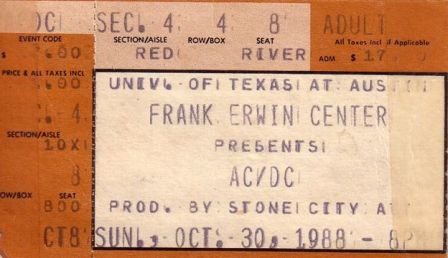 SEC. 4 4 8 ADULT
EVENT CODE SECTION/AISLE ROW/BOX SEAT All Taxes Incl if Applicable
RED RIVER ADM $ 17
PRICE & ALL TAXES INCL
UNIV. OF TEXAS AT AUSTIN
FRANK ERWIN CENTER
SECTION/AISLE
PRESENTS
10X
8 AC/DC
ROW/BOX SEAT
PROD. BY STONE CITY
SUN., OCT. 30, 1988